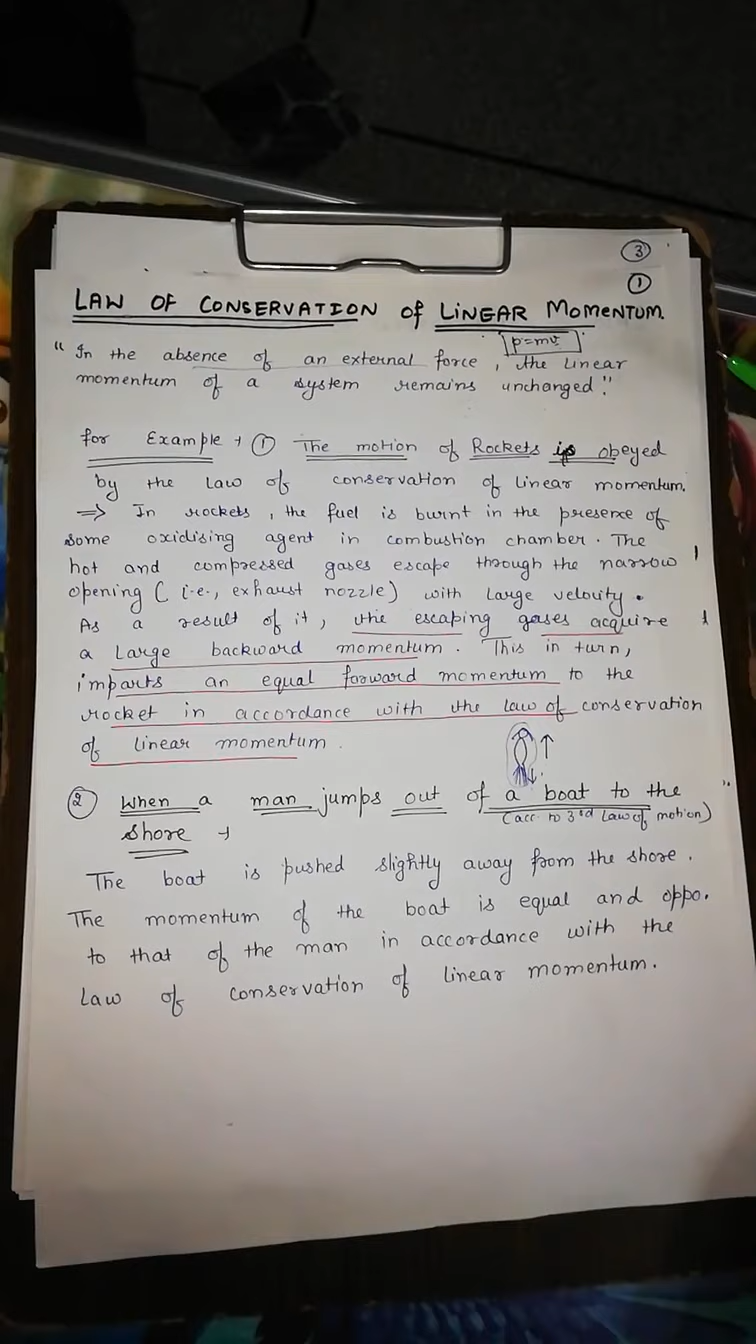 3
1
LAW OF CONSERVATION of LINEAR MOMENTUM.
p=mv
"In the absence of an external force, the linear
momentum of a system remains unchanged."
for Example → 1 The motion of Rockets is obeyed
by the Law of conservation of linear momentum.
⇒ In rockets, the fuel is burnt in the presence of
some oxidising agent in combustion chamber. The
hot and compressed gases escape through the narrow
opening (i.e., exhaust nozzle) with large velocity.
As a result of it, the escaping gases acquire
a Large backward momentum. This in turn,
imparts an equal forward momentum to the
rocket in accordance with the law of conservation
of linear momentum.
2 When a man jumps out of a boat to the
(acc. to 3rd Law of motion)
shore →
The boat is pushed slightly away from the shore.
The momentum of the boat is equal and oppo.
to that of the man in accordance with the
Law of conservation of linear momentum.